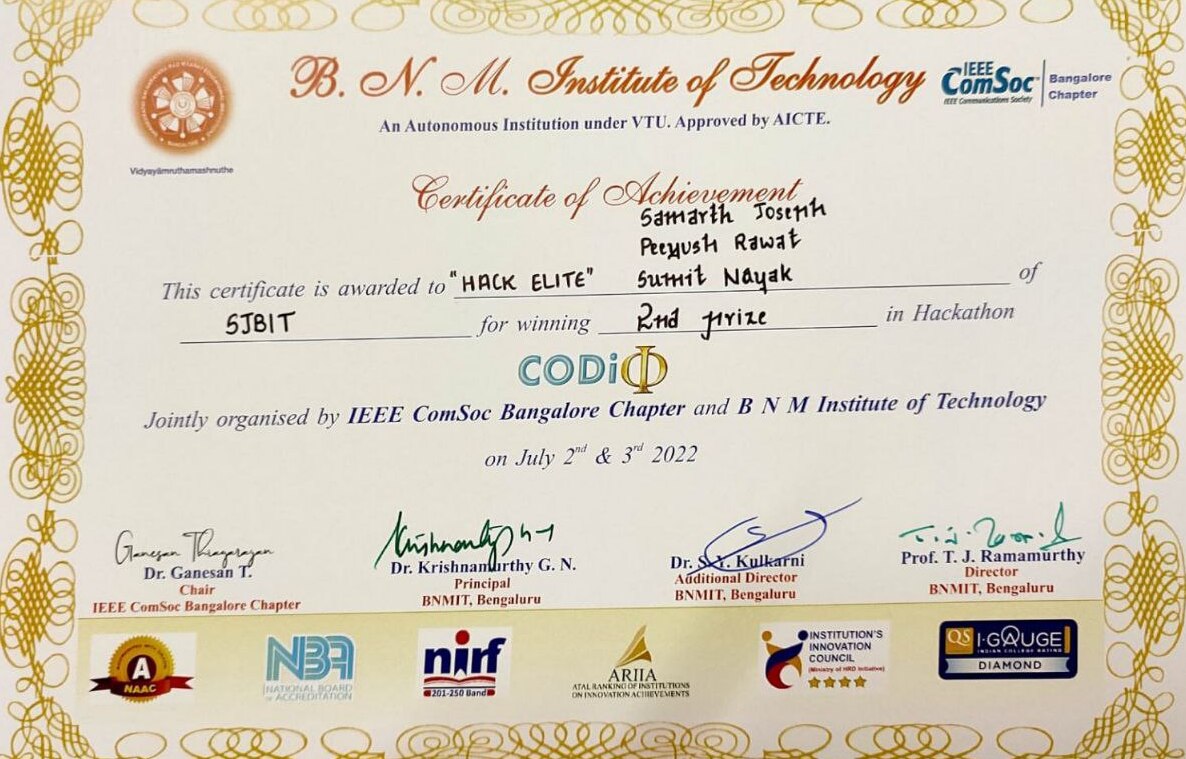 B. N. M. Institute of Technology
An Autonomous Institution under VTU. Approved by AICTE.
IEEE
ComSoc
IEEE Communications Society
Bangalore
Chapter
Vidyayāmruthamashnuthe
Certificate of Achievement
Samarth Joseph
Peeyush Rawat
This certificate is awarded to "HACK ELITE" Sumit Nayak of
SJBIT for winning 2nd prize in Hackathon
CODiΦ
Jointly organised by IEEE ComSoc Bangalore Chapter and B N M Institute of Technology
on July 2nd & 3rd 2022
Ganesan Thiagarajan
Dr. Ganesan T.
Chair
IEEE ComSoc Bangalore Chapter
Dr. Krishnamurthy G. N.
Principal
BNMIT, Bengaluru
Dr. S. Y. Kulkarni
Additional Director
BNMIT, Bengaluru
Prof. T. J. Ramamurthy
Director
BNMIT, Bengaluru
A
NAAC
NBA
NATIONAL BOARD
of ACCREDITATION
nirf
201-250 Band
ARIIA
ATAL RANKING OF INSTITUTIONS
ON INNOVATION ACHIEVEMENTS
INSTITUTION'S
INNOVATION
COUNCIL
(Ministry of HRD Initiative)
QS I·GAUGE
INDIAN COLLEGE RATING
DIAMOND